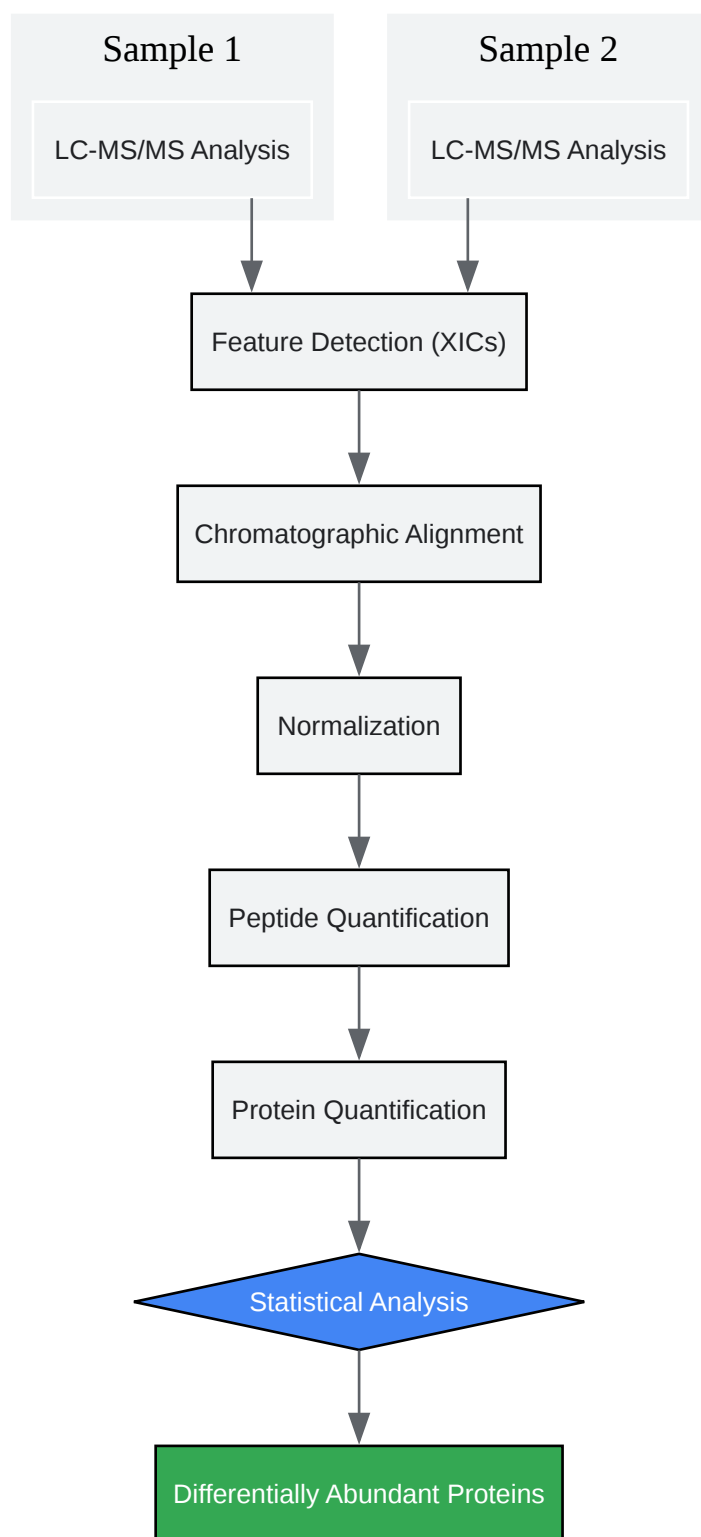 Sample 1
Sample 2
LC-MS/MS Analysis
LC-MS/MS Analysis
Feature Detection (XICs)
Chromatographic Alignment
Normalization
Peptide Quantification
Protein Quantification
Statistical Analysis
Differentially Abundant Proteins